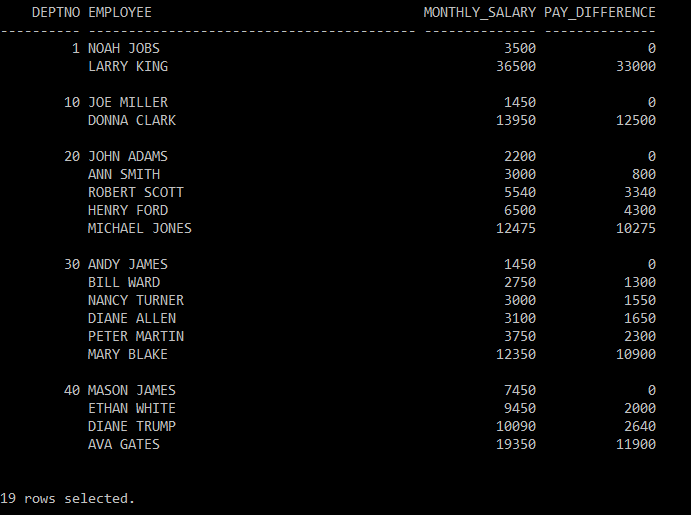 DEPTNO EMPLOYEE MONTHLY_SALARY PAY_DIFFERENCE
---------- ----------------------------------------- -------------- --------------
1 NOAH JOBS 3500 0
LARRY KING 36500 33000
10 JOE MILLER 1450 0
DONNA CLARK 13950 12500
20 JOHN ADAMS 2200 0
ANN SMITH 3000 800
ROBERT SCOTT 5540 3340
HENRY FORD 6500 4300
MICHAEL JONES 12475 10275
30 ANDY JAMES 1450 0
BILL WARD 2750 1300
NANCY TURNER 3000 1550
DIANE ALLEN 3100 1650
PETER MARTIN 3750 2300
MARY BLAKE 12350 10900
40 MASON JAMES 7450 0
ETHAN WHITE 9450 2000
DIANE TRUMP 10090 2640
AVA GATES 19350 11900
19 rows selected.